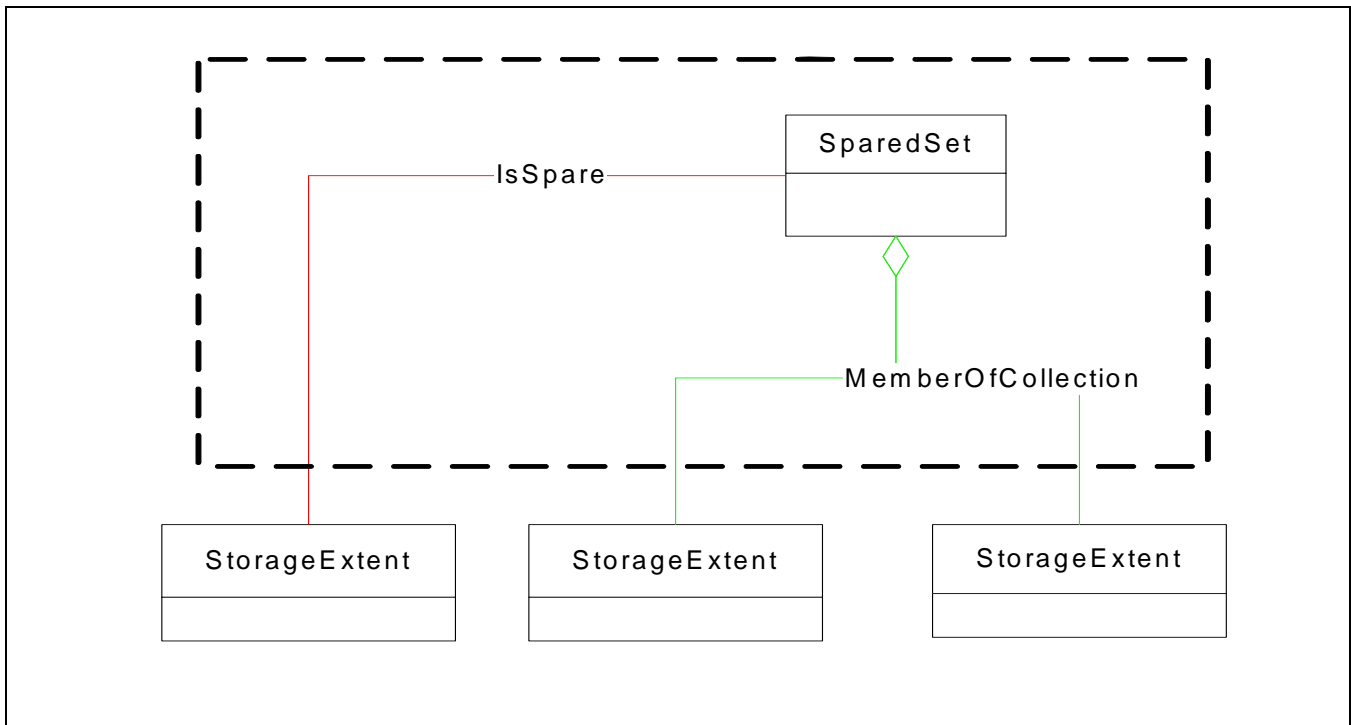 SparedSet
IsSpare
MemberOfCollection
StorageExtent
StorageExtent
StorageExtent